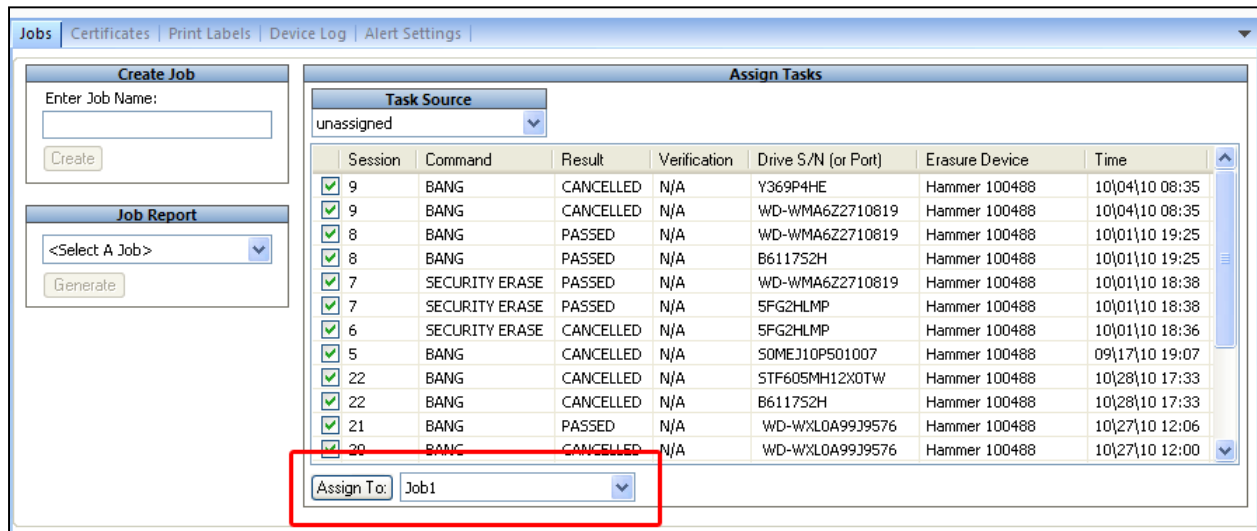 Jobs Certificates | Print Labels | Device Log | Alert Settings |
Create Job
Enter Job Name:
Create
Job Report
<Select A Job>
Generate
Assign Tasks
Task Source
unassigned
Session Command Result Verification Drive S/N (or Port) Erasure Device Time
9 BANG CANCELLED N/A Y369P4HE Hammer 100488 10\04\10 08:35
9 BANG CANCELLED N/A WD-WMA6Z2710819 Hammer 100488 10\04\10 08:35
8 BANG PASSED N/A WD-WMA6Z2710819 Hammer 100488 10\01\10 19:25
8 BANG PASSED N/A B6117S2H Hammer 100488 10\01\10 19:25
7 SECURITY ERASE PASSED N/A WD-WMA6Z2710819 Hammer 100488 10\01\10 18:38
7 SECURITY ERASE PASSED N/A 5FG2HLMP Hammer 100488 10\01\10 18:38
6 SECURITY ERASE CANCELLED N/A 5FG2HLMP Hammer 100488 10\01\10 18:36
5 BANG CANCELLED N/A S0MEJ10P501007 Hammer 100488 09\17\10 19:07
22 BANG CANCELLED N/A STF605MH12X0TW Hammer 100488 10\28\10 17:33
22 BANG CANCELLED N/A B6117S2H Hammer 100488 10\28\10 17:33
21 BANG PASSED N/A WD-WXL0A99J9576 Hammer 100488 10\27\10 12:06
20 BANG CANCELLED N/A WD-WXL0A99J9576 Hammer 100488 10\27\10 12:00
Assign To: Job1